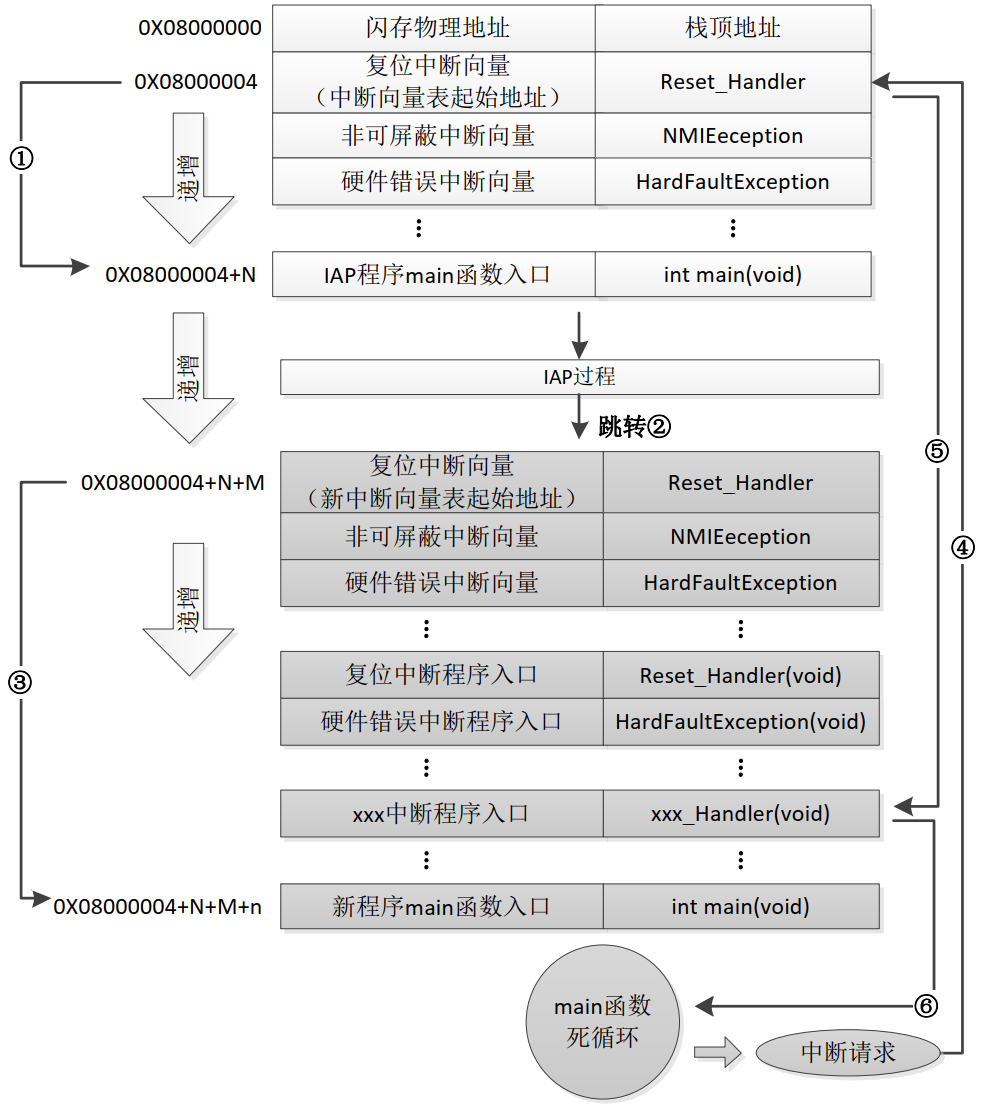 0X08000000
闪存物理地址
栈顶地址
0X08000004
复位中断向量
（中断向量表起始地址）
Reset_Handler
①
递增
非可屏蔽中断向量
NMIEeception
硬件错误中断向量
HardFaultException
⋮
⋮
0X08000004+N
IAP程序main函数入口
int main(void)
递增
IAP过程
跳转②
⑤
0X08000004+N+M
复位中断向量
（新中断向量表起始地址）
Reset_Handler
非可屏蔽中断向量
NMIEeception
④
递增
硬件错误中断向量
HardFaultException
⋮
⋮
③
复位中断程序入口
Reset_Handler(void)
硬件错误中断程序入口
HardFaultException(void)
⋮
⋮
xxx中断程序入口
xxx_Handler(void)
⋮
⋮
0X08000004+N+M+n
新程序main函数入口
int main(void)
⑥
main函数
死循环
中断请求